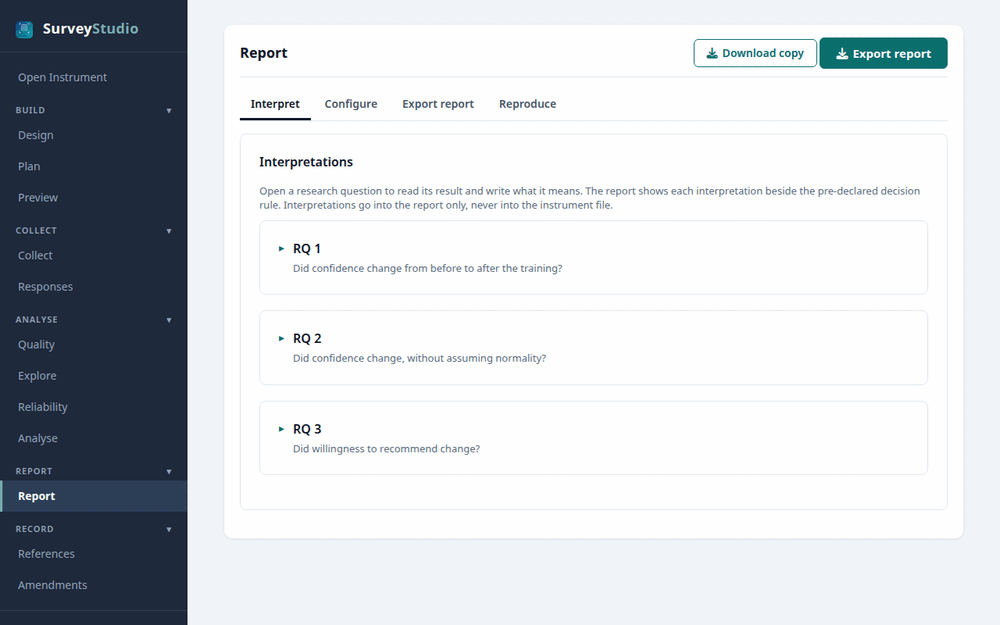 SurveyStudio
Open Instrument
BUILD
Design
Plan
Preview
COLLECT
Collect
Responses
ANALYSE
Quality
Explore
Reliability
Analyse
REPORT
Report
RECORD
References
Amendments
Report
Download copy
Export report
Interpret
Configure
Export report
Reproduce
Interpretations
Open a research question to read its result and write what it means. The report shows each interpretation beside the pre-declared decision
rule. Interpretations go into the report only, never into the instrument file.
RQ 1
Did confidence change from before to after the training?
RQ 2
Did confidence change, without assuming normality?
RQ 3
Did willingness to recommend change?